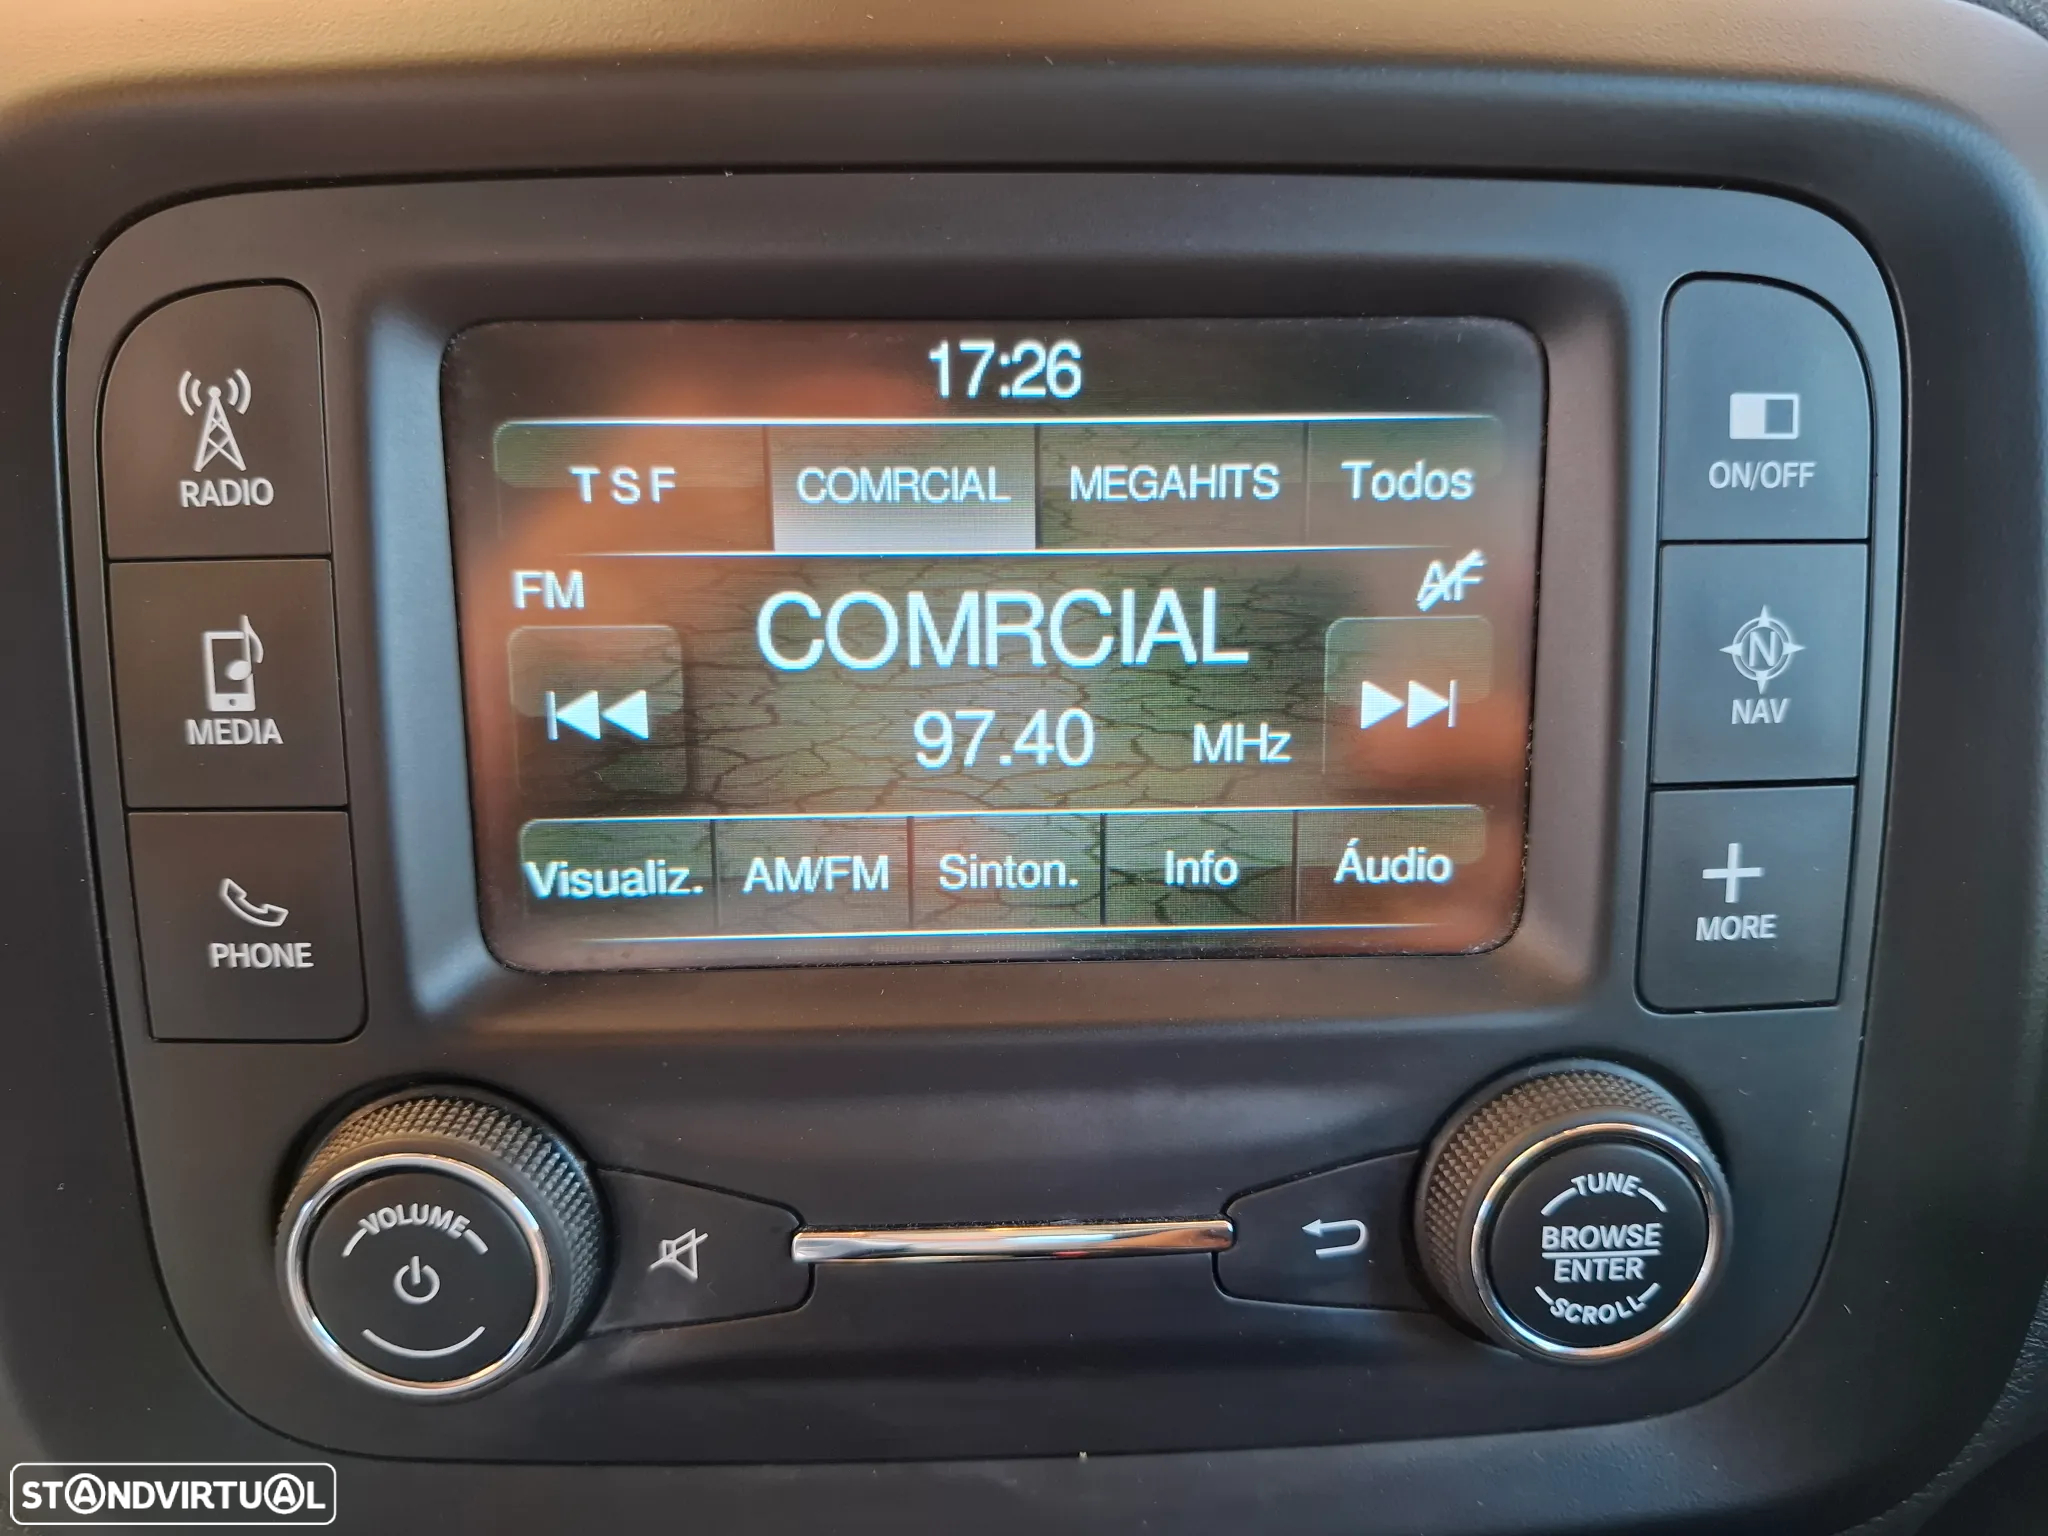 17:26
TSF COMRCIAL MEGAHITS Todos
FM AF
COMRCIAL
97.40 MHz
Visualiz. AM/FM Sinton. Info Áudio
RADIO
MEDIA
PHONE
ON/OFF
N
NAV
MORE
VOLUME
TUNE
BROWSE
ENTER
SCROLL
STANDVIRTUAL